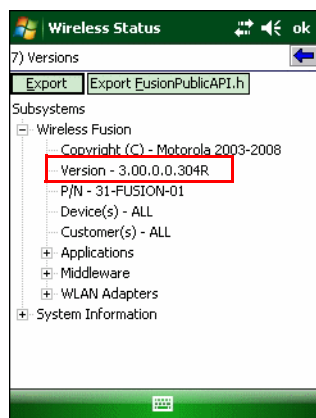 Wireless Status ok
7) Versions
Export Export FusionPublicAPI.h
Subsystems
Wireless Fusion
Copyright (C) - Motorola 2003-2008
Version - 3.00.0.0.304R
P/N - 31-FUSION-01
Device(s) - ALL
Customer(s) - ALL
Applications
Middleware
WLAN Adapters
System Information